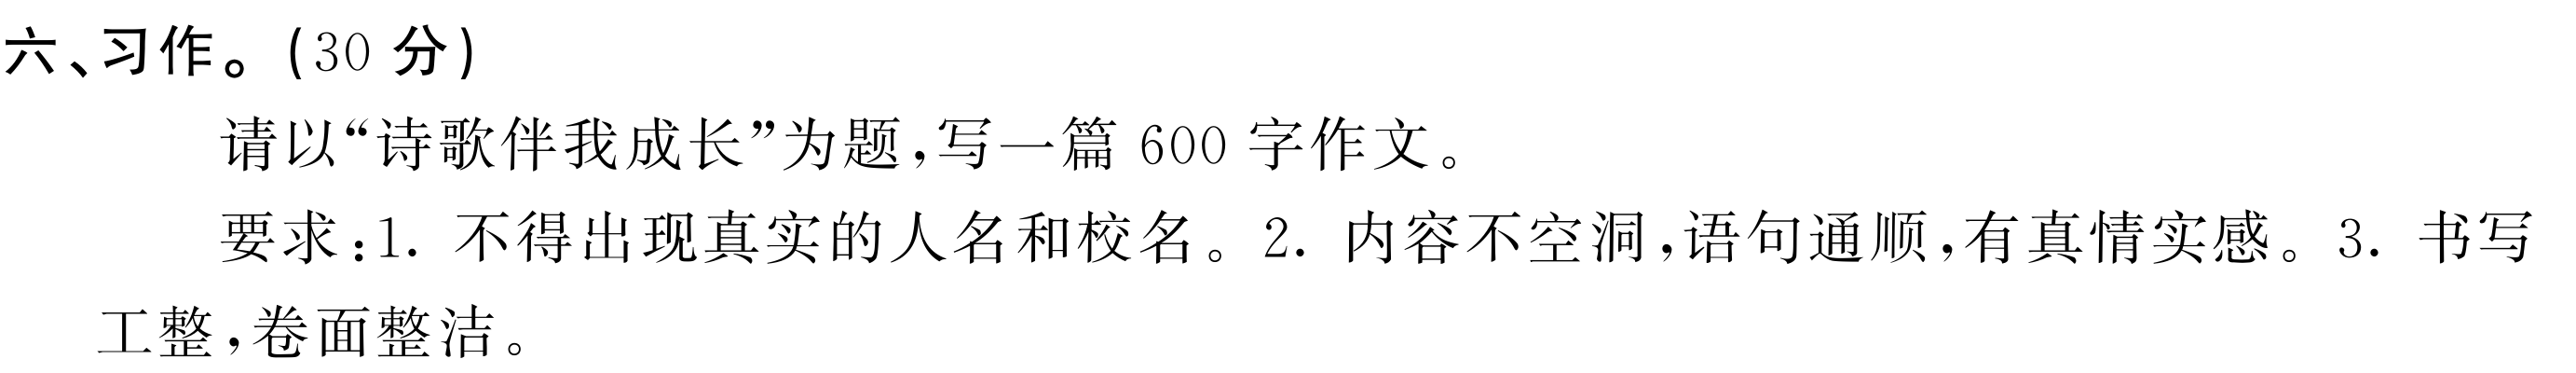 六、习作。(30 分)
请以“诗歌伴我成长”为题,写一篇 600 字作文。
要求:1. 不得出现真实的人名和校名。2. 内容不空洞,语句通顺,有真情实感。3. 书写
工整,卷面整洁。